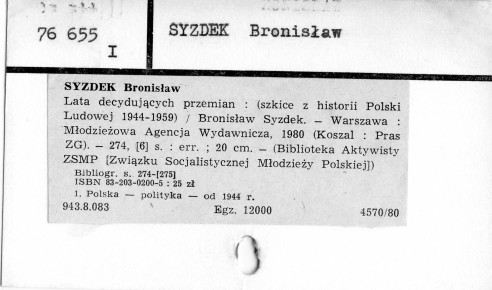 76 655
I
SYZDEK Bronisław
SYZDEK Bronisław
Lata decydujących przemian : (szkice z historii Polski
Ludowej 1944-1959) / Bronisław Syzdek. — Warszawa :
Młodzieżowa Agencja Wydawnicza, 1980 (Koszal : Pras
ZG). — 274, [6] s. : err. ; 20 cm. — (Biblioteka Aktywisty
ZSMP [Związku Socjalistycznej Młodzieży Polskiej])
Bibliogr. s. 274-[275]
ISBN 83-203-0200-5 : 25 zł
1. Polska — polityka — od 1944 r.
943.8.083 Egz. 12000 4570/80